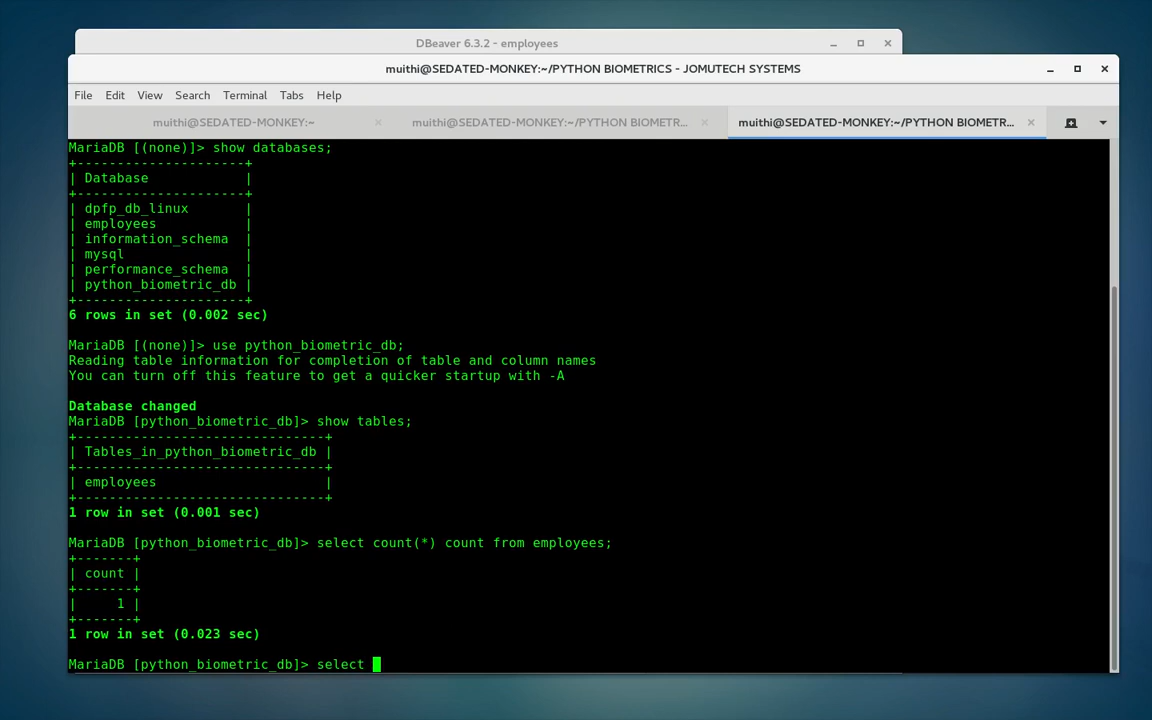 DBeaver 6.3.2 - employees
muithi@SEDATED-MONKEY:~/PYTHON BIOMETRICS - JOMUTECH SYSTEMS
File Edit View Search Terminal Tabs Help
muithi@SEDATED-MONKEY:~ muithi@SEDATED-MONKEY:~/PYTHON BIOMETR... muithi@SEDATED-MONKEY:~/PYTHON BIOMETR...
MariaDB [(none)]> show databases;
+--------------------+
| Database           |
+--------------------+
| dpfp_db_linux      |
| employees          |
| information_schema |
| mysql              |
| performance_schema |
| python_biometric_db |
+--------------------+
6 rows in set (0.002 sec)
MariaDB [(none)]> use python_biometric_db;
Reading table information for completion of table and column names
You can turn off this feature to get a quicker startup with -A
Database changed
MariaDB [python_biometric_db]> show tables;
+-------------------------------+
| Tables_in_python_biometric_db |
+-------------------------------+
| employees                     |
+-------------------------------+
1 row in set (0.001 sec)
MariaDB [python_biometric_db]> select count(*) count from employees;
+-------+
| count |
+-------+
|     1 |
+-------+
1 row in set (0.023 sec)
MariaDB [python_biometric_db]> select